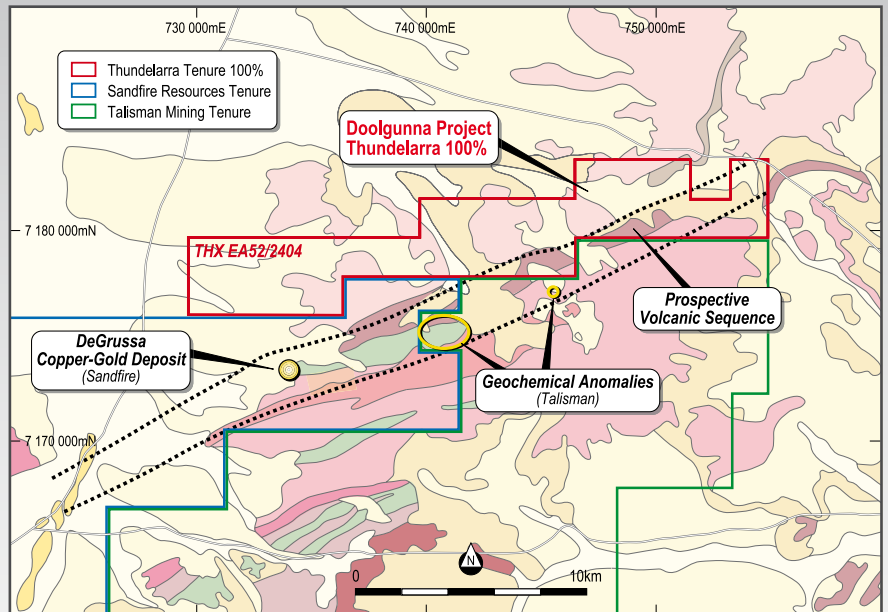 730 000mE
740 000mE
750 000mE
Thundelarra Tenure 100%
Sandfire Resources Tenure
Talisman Mining Tenure
Doolgunna Project
Thundelarra 100%
7 180 000mN
THX EA52/2404
Prospective
Volcanic Sequence
DeGrussa
Copper-Gold Deposit
(Sandfire)
Geochemical Anomalies
(Talisman)
7 170 000mN
N
0
10km